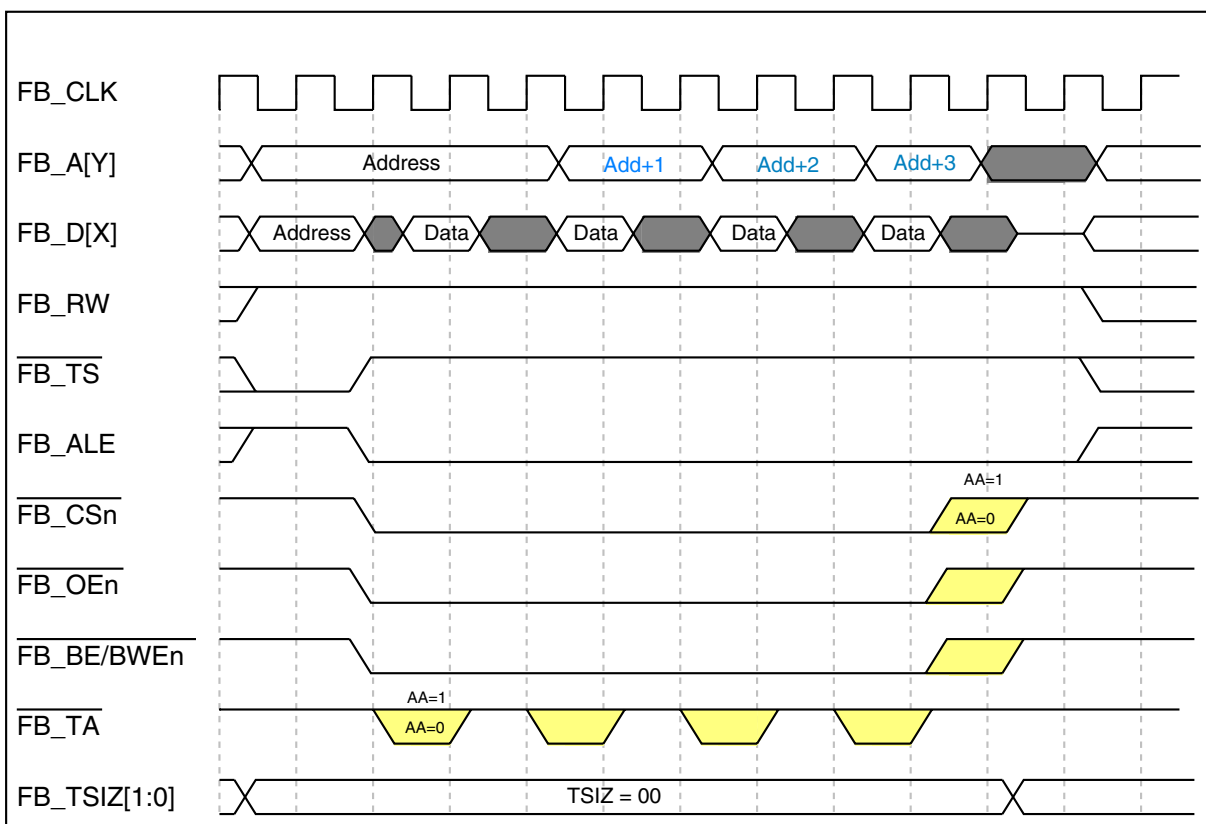 FB_CLK
FB_A[Y] Address Add+1 Add+2 Add+3
FB_D[X] Address Data Data Data Data
FB_RW
FB_TS
FB_ALE
AA=1
FB_CSn AA=0
FB_OEn
FB_BE/BWEn
AA=1
FB_TA AA=0
FB_TSIZ[1:0] TSIZ = 00